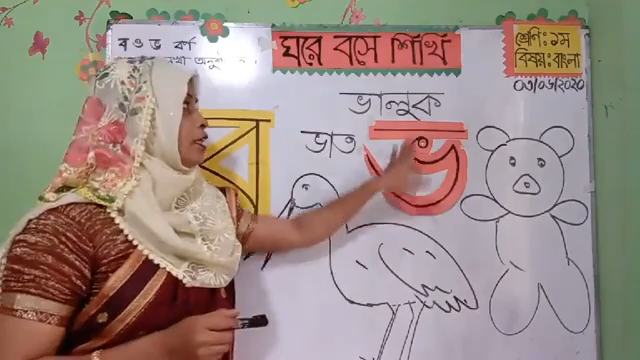 ঘরে বসে শিখি
শ্রেণি: ১ম
বিষয়: বাংলা
০৩/০৬/২০২০
ব ও ভ বর্ণ
ভালুক
ভাত
ব
ভ